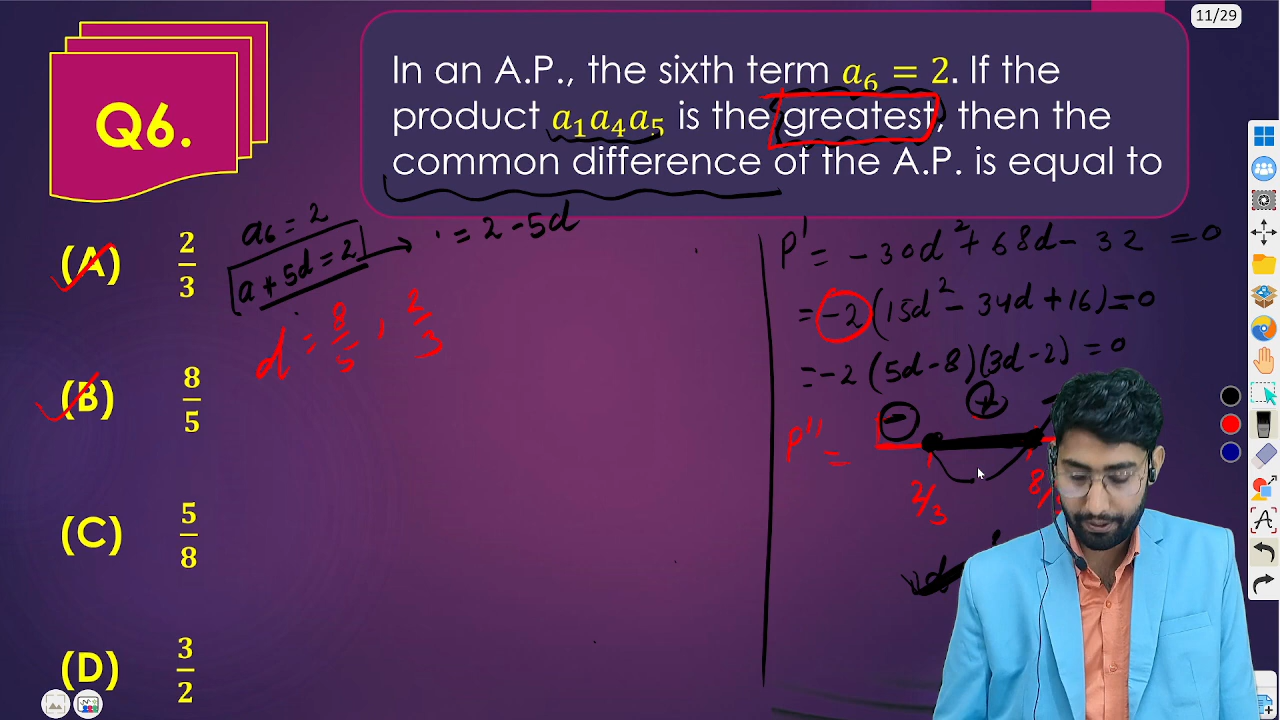 11/29
Q6.
In an A.P., the sixth term a₆ = 2. If the
product a₁a₄a₅ is the greatest, then the
common difference of the A.P. is equal to
a₆ = 2
a + 5d = 2 → = 2 - 5d
d = 8/5, 2/3
(A) 2/3
(B) 8/5
(C) 5/8
(D) 3/2
P' = -30d² + 68d - 32 = 0
= -2(15d² - 34d + 16) = 0
= -2(5d-8)(3d-2) = 0
- +
P'' =
2/3 8/
d
A